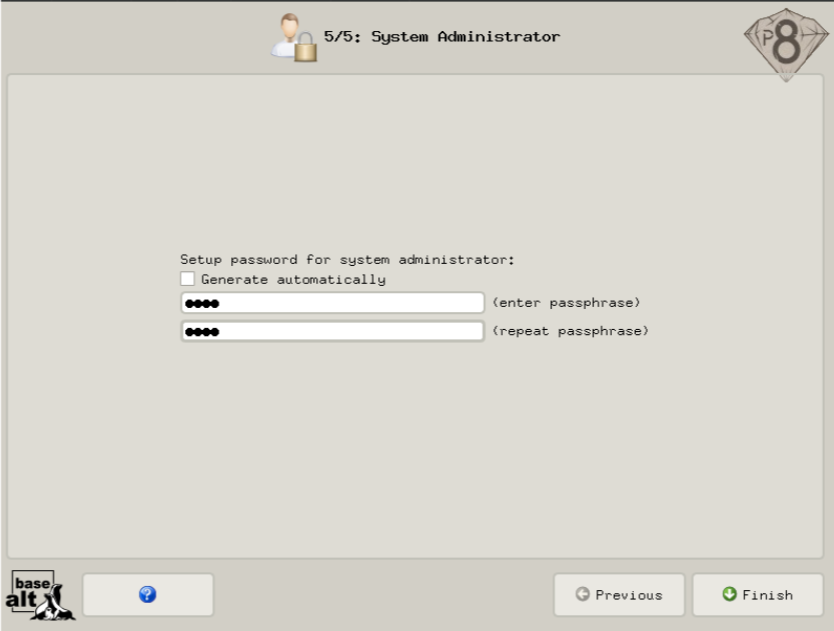 5/5: System Administrator
P8
Setup password for system administrator:
Generate automatically
●●●● (enter passphrase)
●●●● (repeat passphrase)
base
alt
?
Previous
Finish